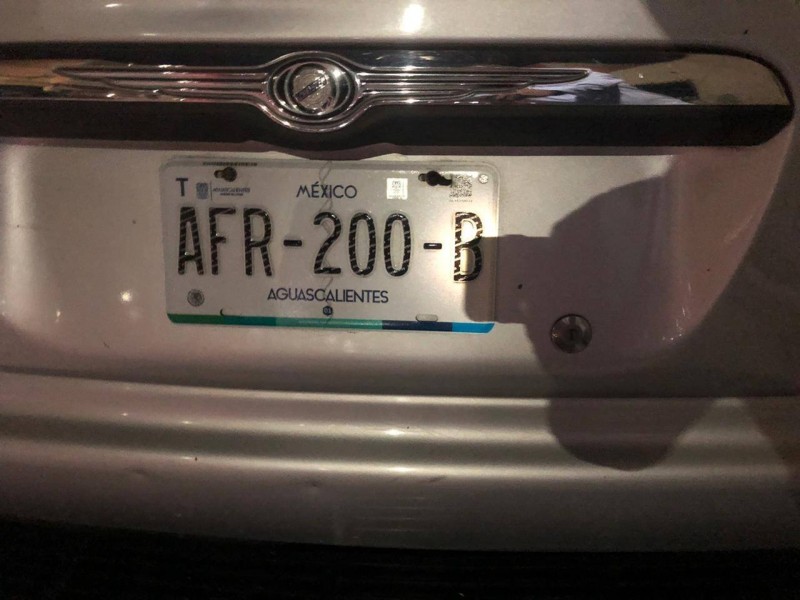 T
MÉXICO
AFR-200-B
AGUASCALIENTES